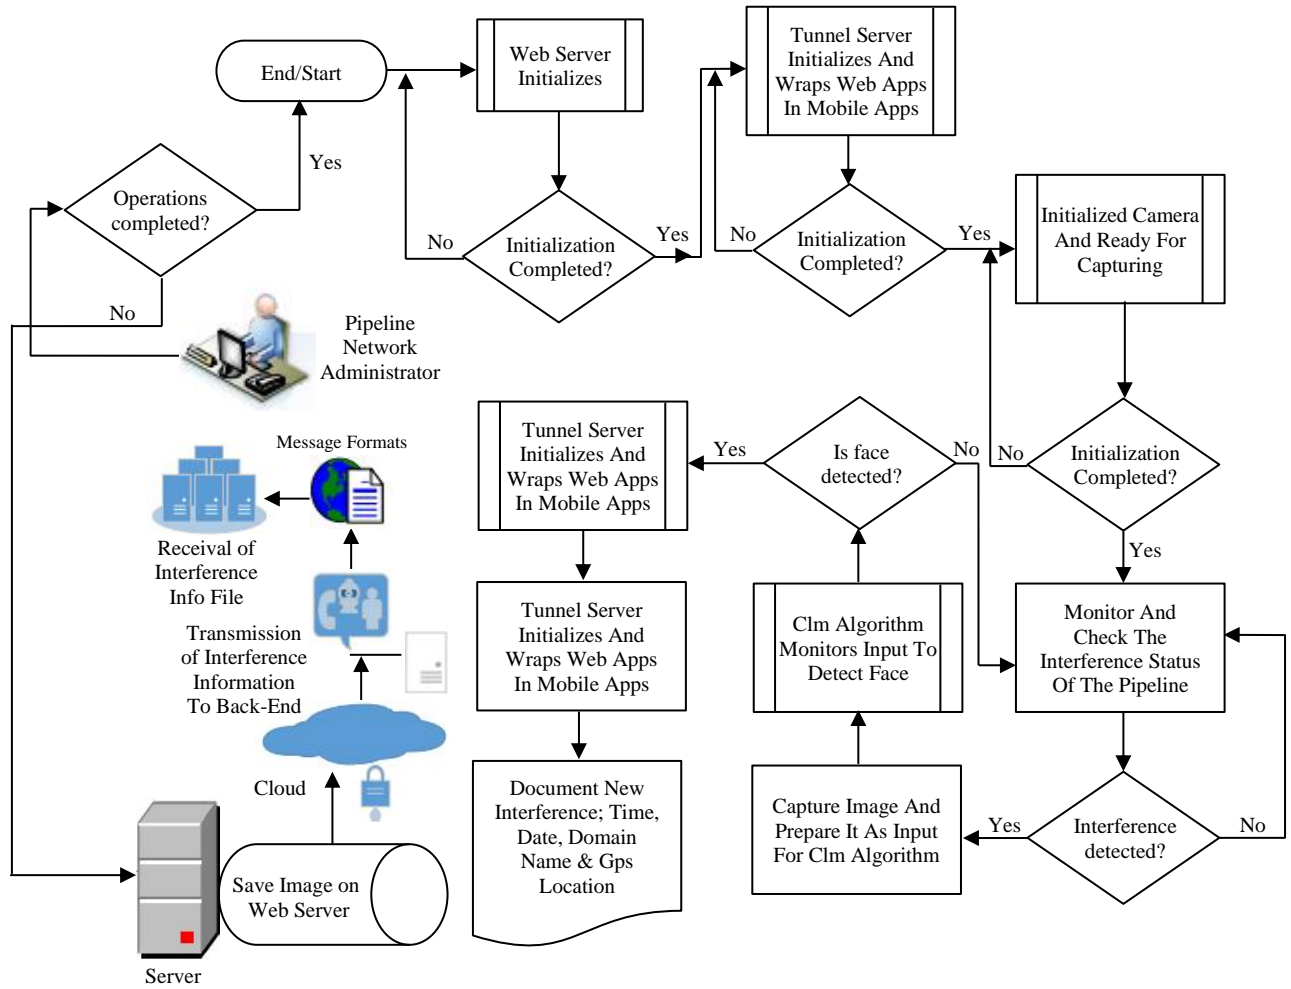 End/Start
Web Server
Initializes
Tunnel Server
Initializes And
Wraps Web Apps
In Mobile Apps
Yes
Operations
completed?
No
Initialization
Completed?
Yes
No
Initialization
Completed?
Yes
Initialized Camera
And Ready For
Capturing
No
Pipeline
Network
Administrator
Message Formats
Tunnel Server
Initializes And
Wraps Web Apps
In Mobile Apps
Yes
Is face
detected?
No
No
Initialization
Completed?
Yes
Receival of
Interference
Info File
Transmission
of Interference
Information
To Back-End
Tunnel Server
Initializes And
Wraps Web Apps
In Mobile Apps
Clm Algorithm
Monitors Input To
Detect Face
Monitor And
Check The
Interference Status
Of The Pipeline
Cloud
Document New
Interference; Time,
Date, Domain
Name & Gps
Location
Capture Image And
Prepare It As Input
For Clm Algorithm
Yes
Interference
detected?
No
Save Image on
Web Server
Server